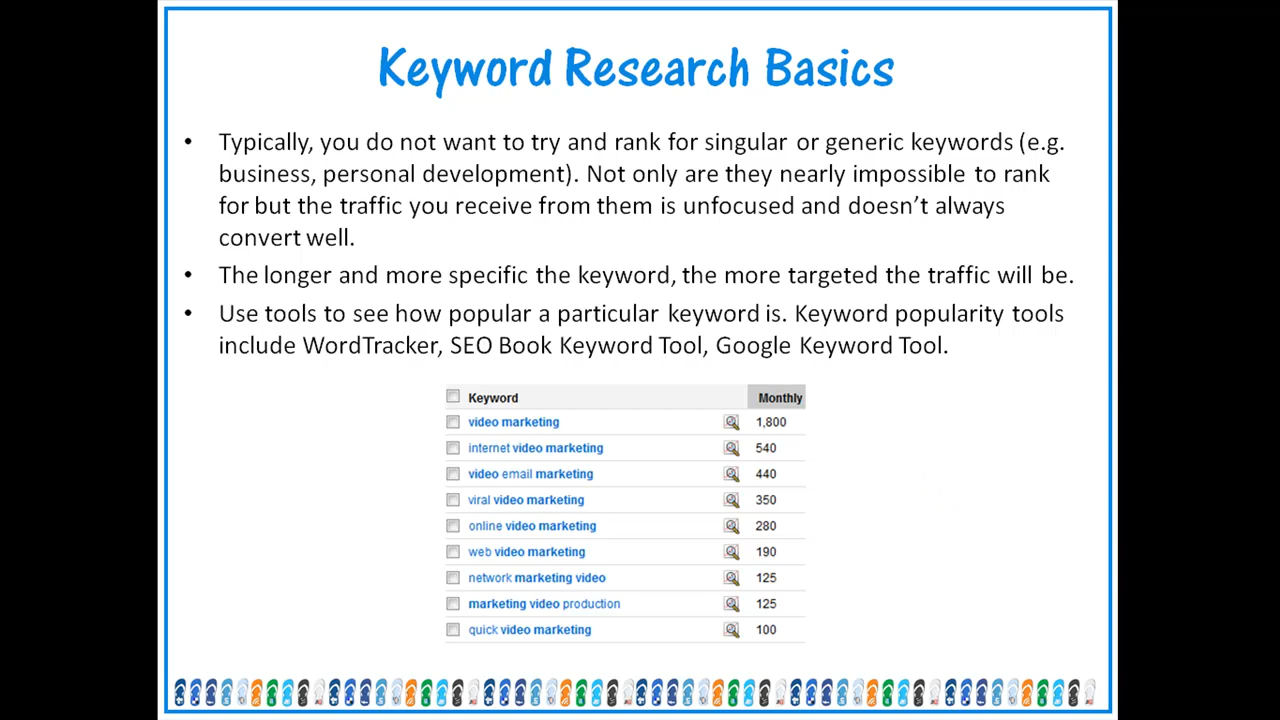 Keyword Research Basics
• Typically, you do not want to try and rank for singular or generic keywords (e.g.
business, personal development). Not only are they nearly impossible to rank
for but the traffic you receive from them is unfocused and doesn't always
convert well.
• The longer and more specific the keyword, the more targeted the traffic will be.
• Use tools to see how popular a particular keyword is. Keyword popularity tools
include WordTracker, SEO Book Keyword Tool, Google Keyword Tool.
Keyword Monthly
video marketing 1,800
internet video marketing 540
video email marketing 440
viral video marketing 350
online video marketing 280
web video marketing 190
network marketing video 125
marketing video production 125
quick video marketing 100